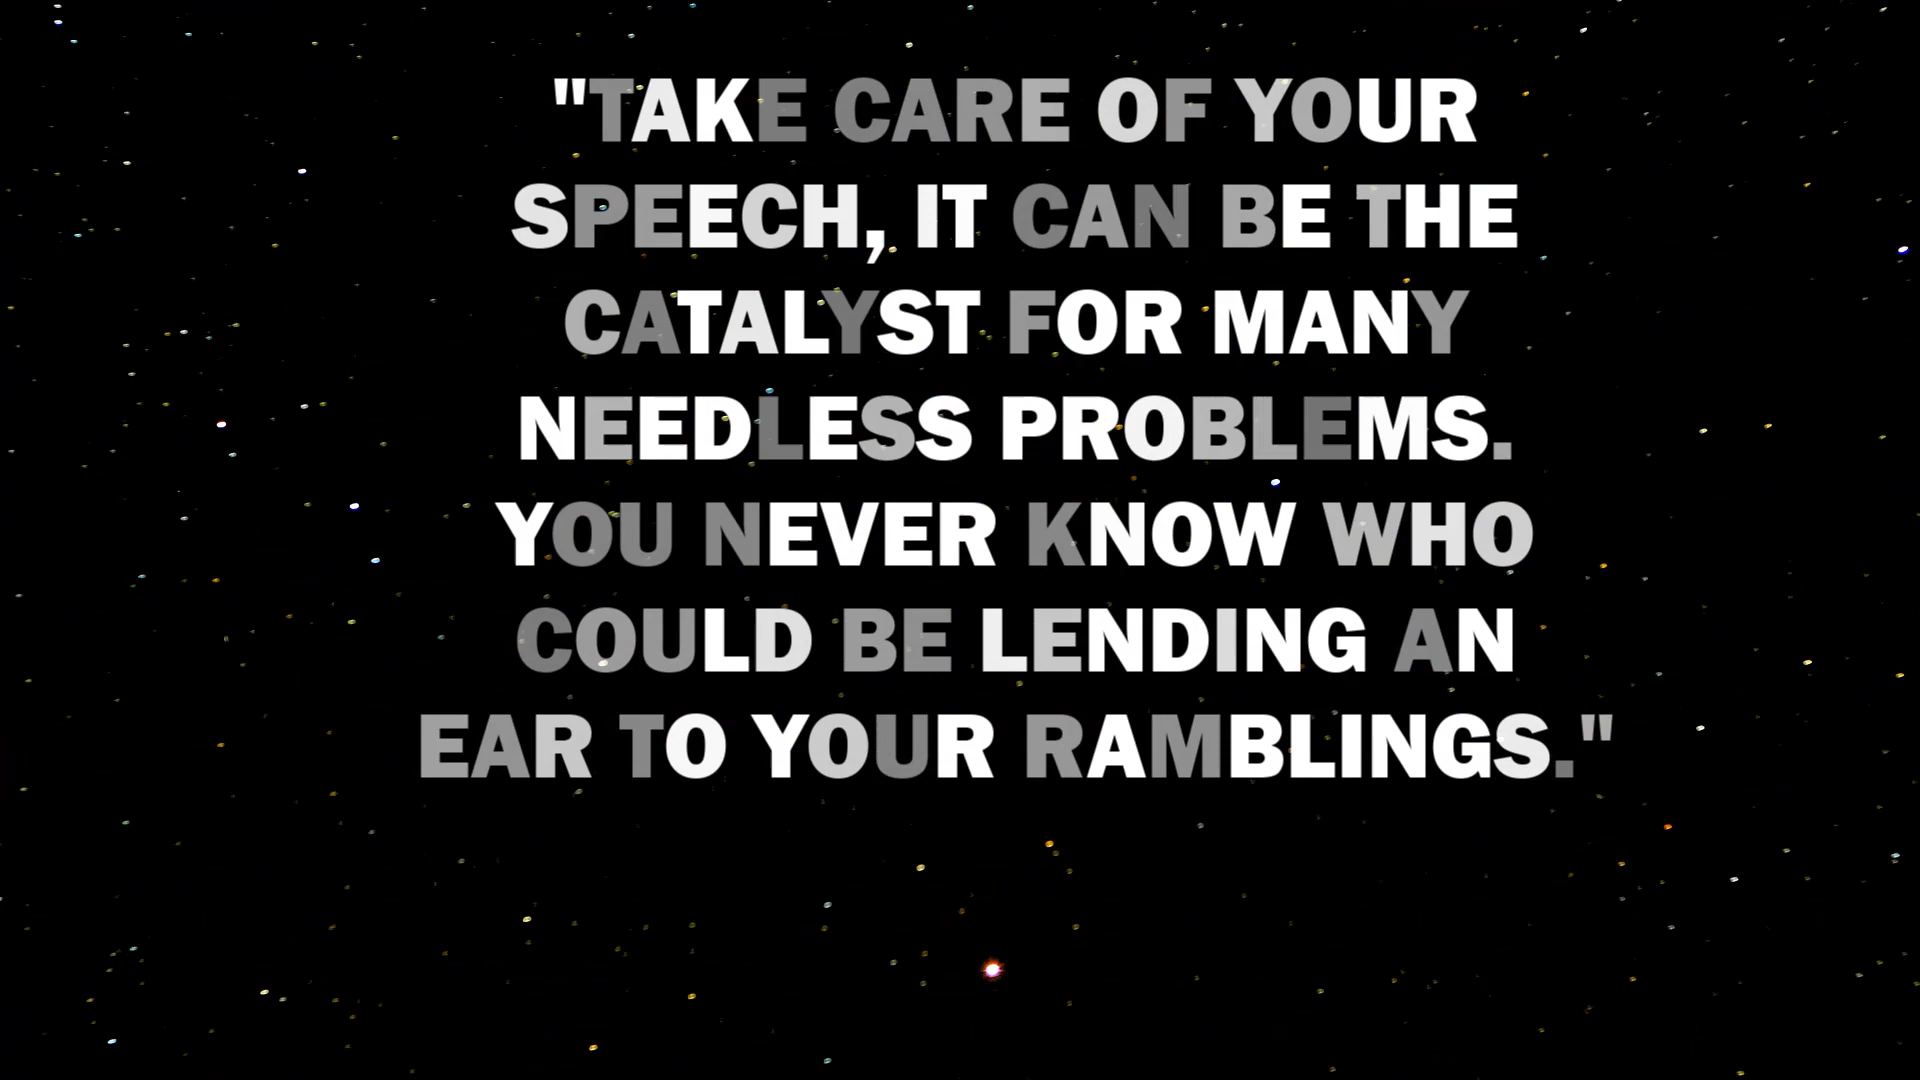 "TAKE CARE OF YOUR
SPEECH, IT CAN BE THE
CATALYST FOR MANY
NEEDLESS PROBLEMS.
YOU NEVER KNOW WHO
COULD BE LENDING AN
EAR TO YOUR RAMBLINGS."